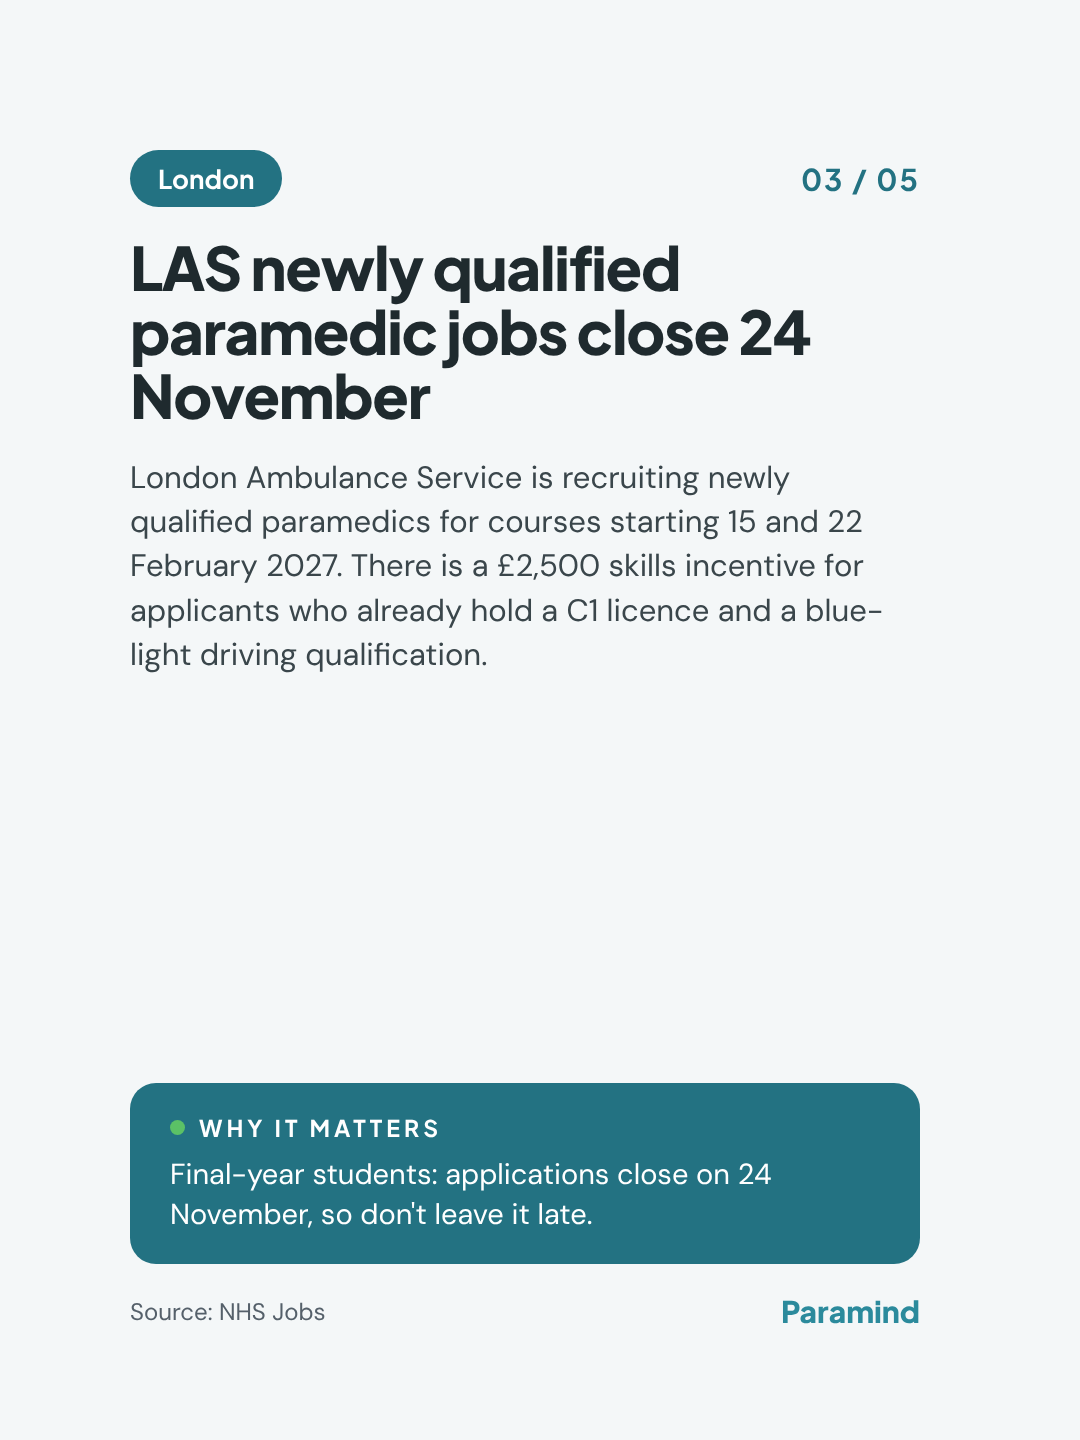 London
03 / 05
LAS newly qualified
paramedic jobs close 24
November
London Ambulance Service is recruiting newly
qualified paramedics for courses starting 15 and 22
February 2027. There is a £2,500 skills incentive for
applicants who already hold a C1 licence and a blue-
light driving qualification.
WHY IT MATTERS
Final-year students: applications close on 24
November, so don't leave it late.
Source: NHS Jobs
Paramind